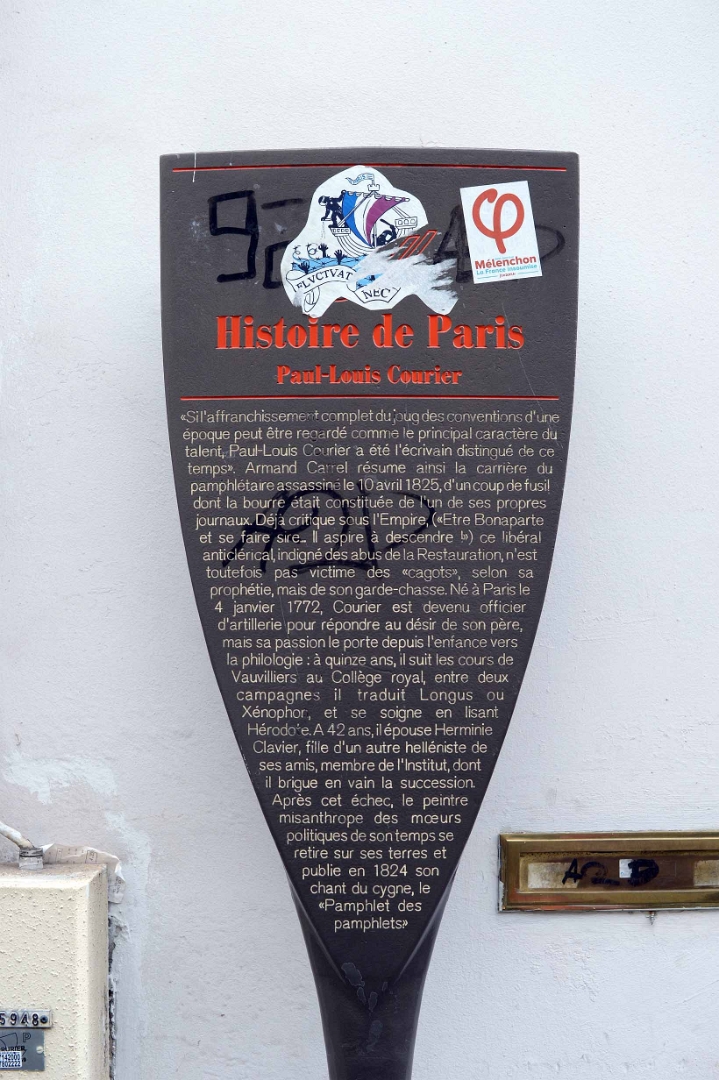 FLVCTVAT
NEC
Mélenchon
La France insoumise
Histoire de Paris
Paul-Louis Courier
«Si l'affranchissement complet du joug des conventions d'une
époque peut être regardé comme le principal caractère du
talent, Paul-Louis Courier a été l'écrivain distingué de ce
temps». Armand Carrel résume ainsi la carrière du
pamphlétaire assassiné le 10 avril 1825, d'un coup de fusil
dont la bourre était constituée de l'un de ses propres
journaux. Déjà critique sous l'Empire, («Etre Bonaparte
et se faire sire... Il aspire à descendre !») ce libéral
anticlérical, indigné des abus de la Restauration, n'est
toutefois pas victime des «cagots», selon sa
prophétie, mais de son garde-chasse. Né à Paris le
4 janvier 1772, Courier est devenu officier
d'artillerie pour répondre au désir de son père,
mais sa passion le porte depuis l'enfance vers
la philologie : à quinze ans, il suit les cours de
Vauvilliers au Collège royal, entre deux
campagnes il traduit Longus ou
Xénophon, et se soigne en lisant
Hérodote. A 42 ans, il épouse Herminie
Clavier, fille d'un autre helléniste de
ses amis, membre de l'Institut, dont
il brigue en vain la succession.
Après cet échec, le peintre
misanthrope des mœurs
politiques de son temps se
retire sur ses terres et
publie en 1824 son
chant du cygne, le
«Pamphlet des
pamphlets»
5948